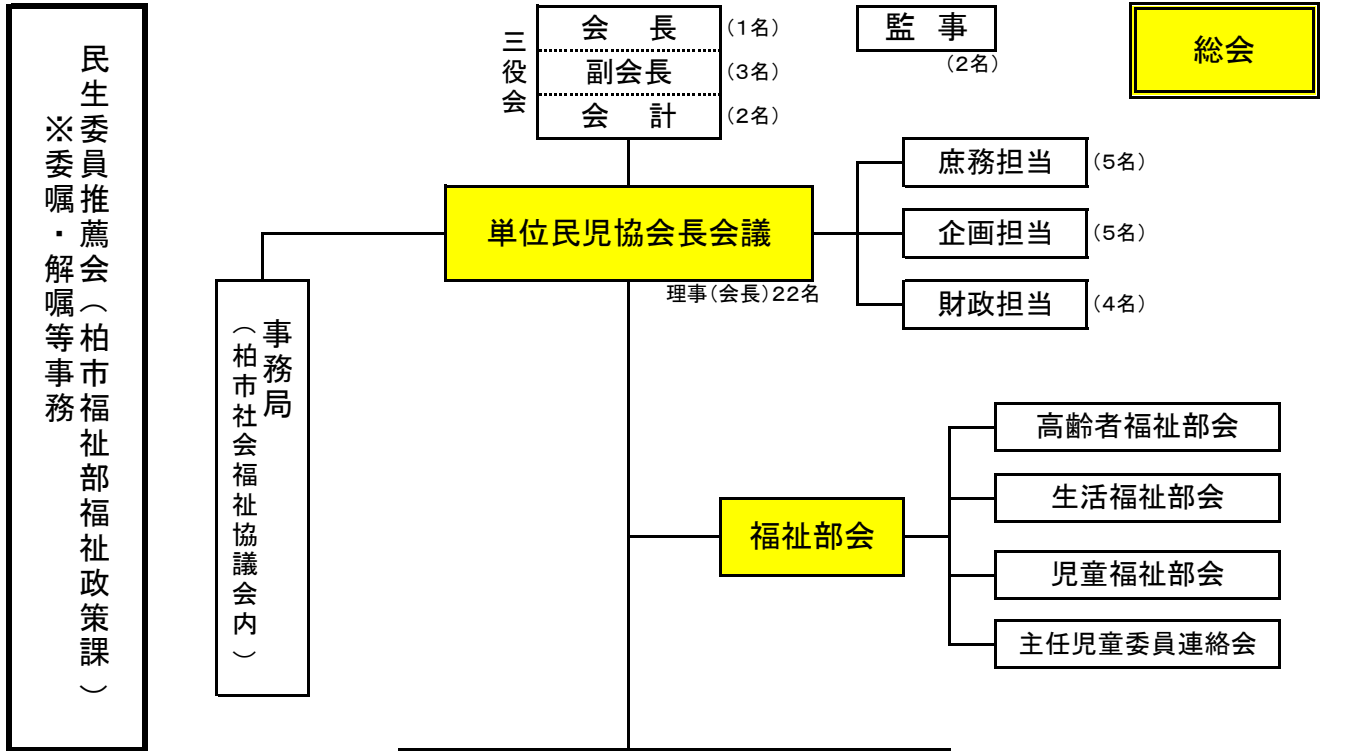 民生委員推薦会（柏市福祉部福祉政策課）
※委嘱・解嘱等事務
三役会
会　長
（1名）
副会長
（3名）
会　計
（2名）
監　事
（2名）
総会
単位民児協会長会議
理事（会長）22名
庶務担当
（5名）
企画担当
（5名）
財政担当
（4名）
事務局
（柏市社会福祉協議会内）
福祉部会
高齢者福祉部会
生活福祉部会
児童福祉部会
主任児童委員連絡会